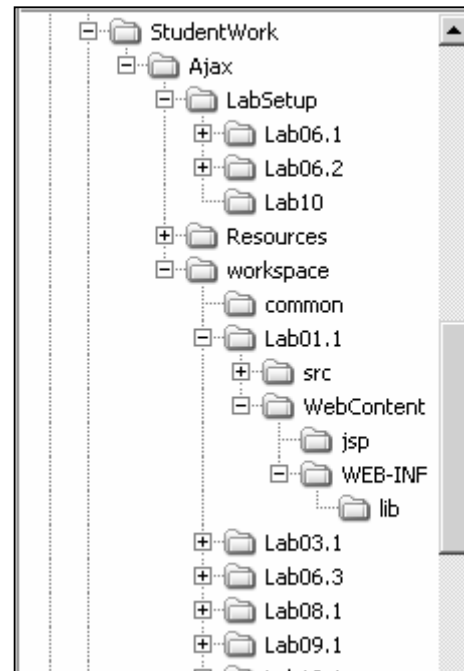 StudentWork
Ajax
LabSetup
Lab06.1
Lab06.2
Lab10
Resources
workspace
common
Lab01.1
src
WebContent
jsp
WEB-INF
lib
Lab03.1
Lab06.3
Lab08.1
Lab09.1